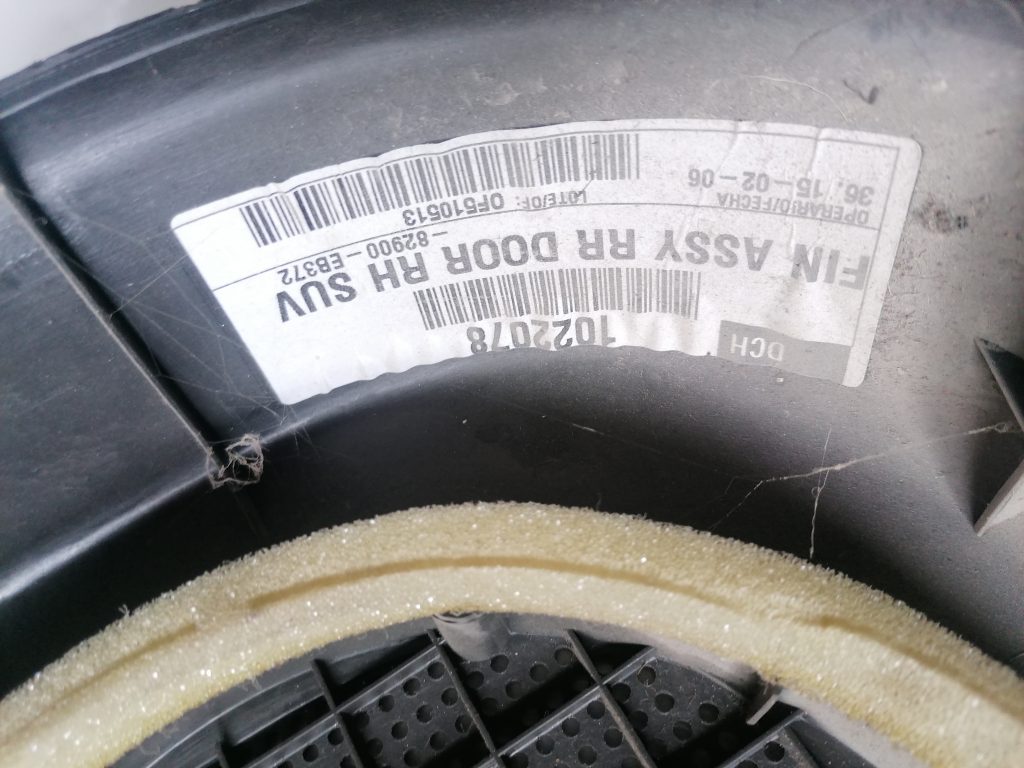 DCH 1022078
FIN ASSY RR DOOR RH SUV
-82900-EB372
OPERARIO/FECHA LOTE/OF: OF510513
36. 15-02-06